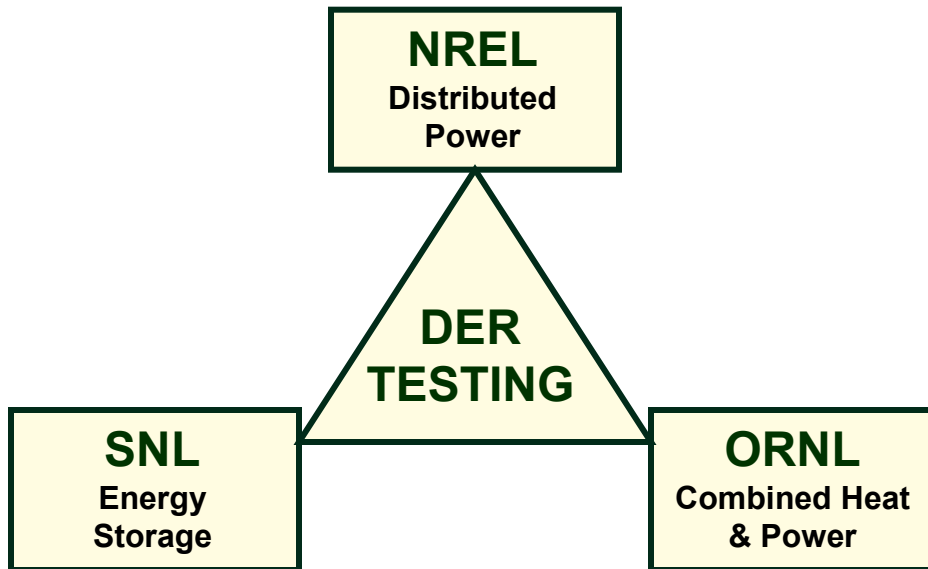 NREL
Distributed
Power
DER
TESTING
SNL
Energy
Storage
ORNL
Combined Heat
& Power